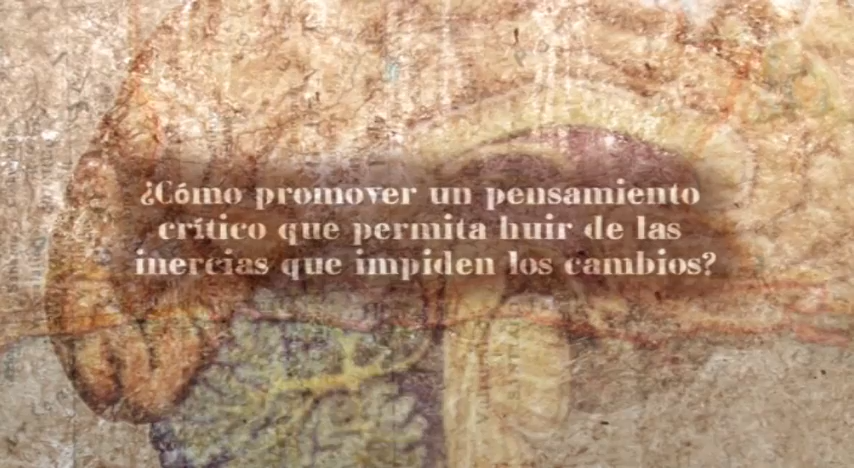 ¿Cómo promover un pensamiento
crítico que permita huir de las
inercias que impiden los cambios?